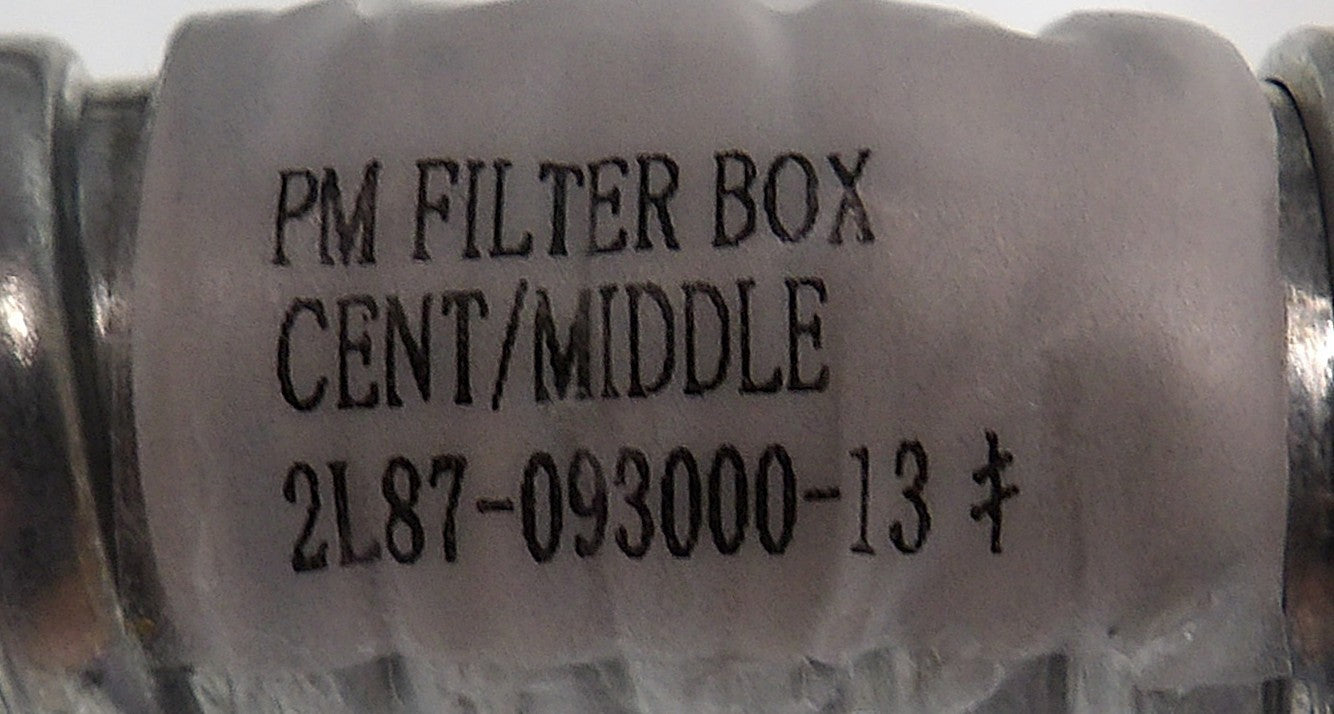 PM FILTER BOX
CENT/MIDDLE
2L87-093000-13 キ